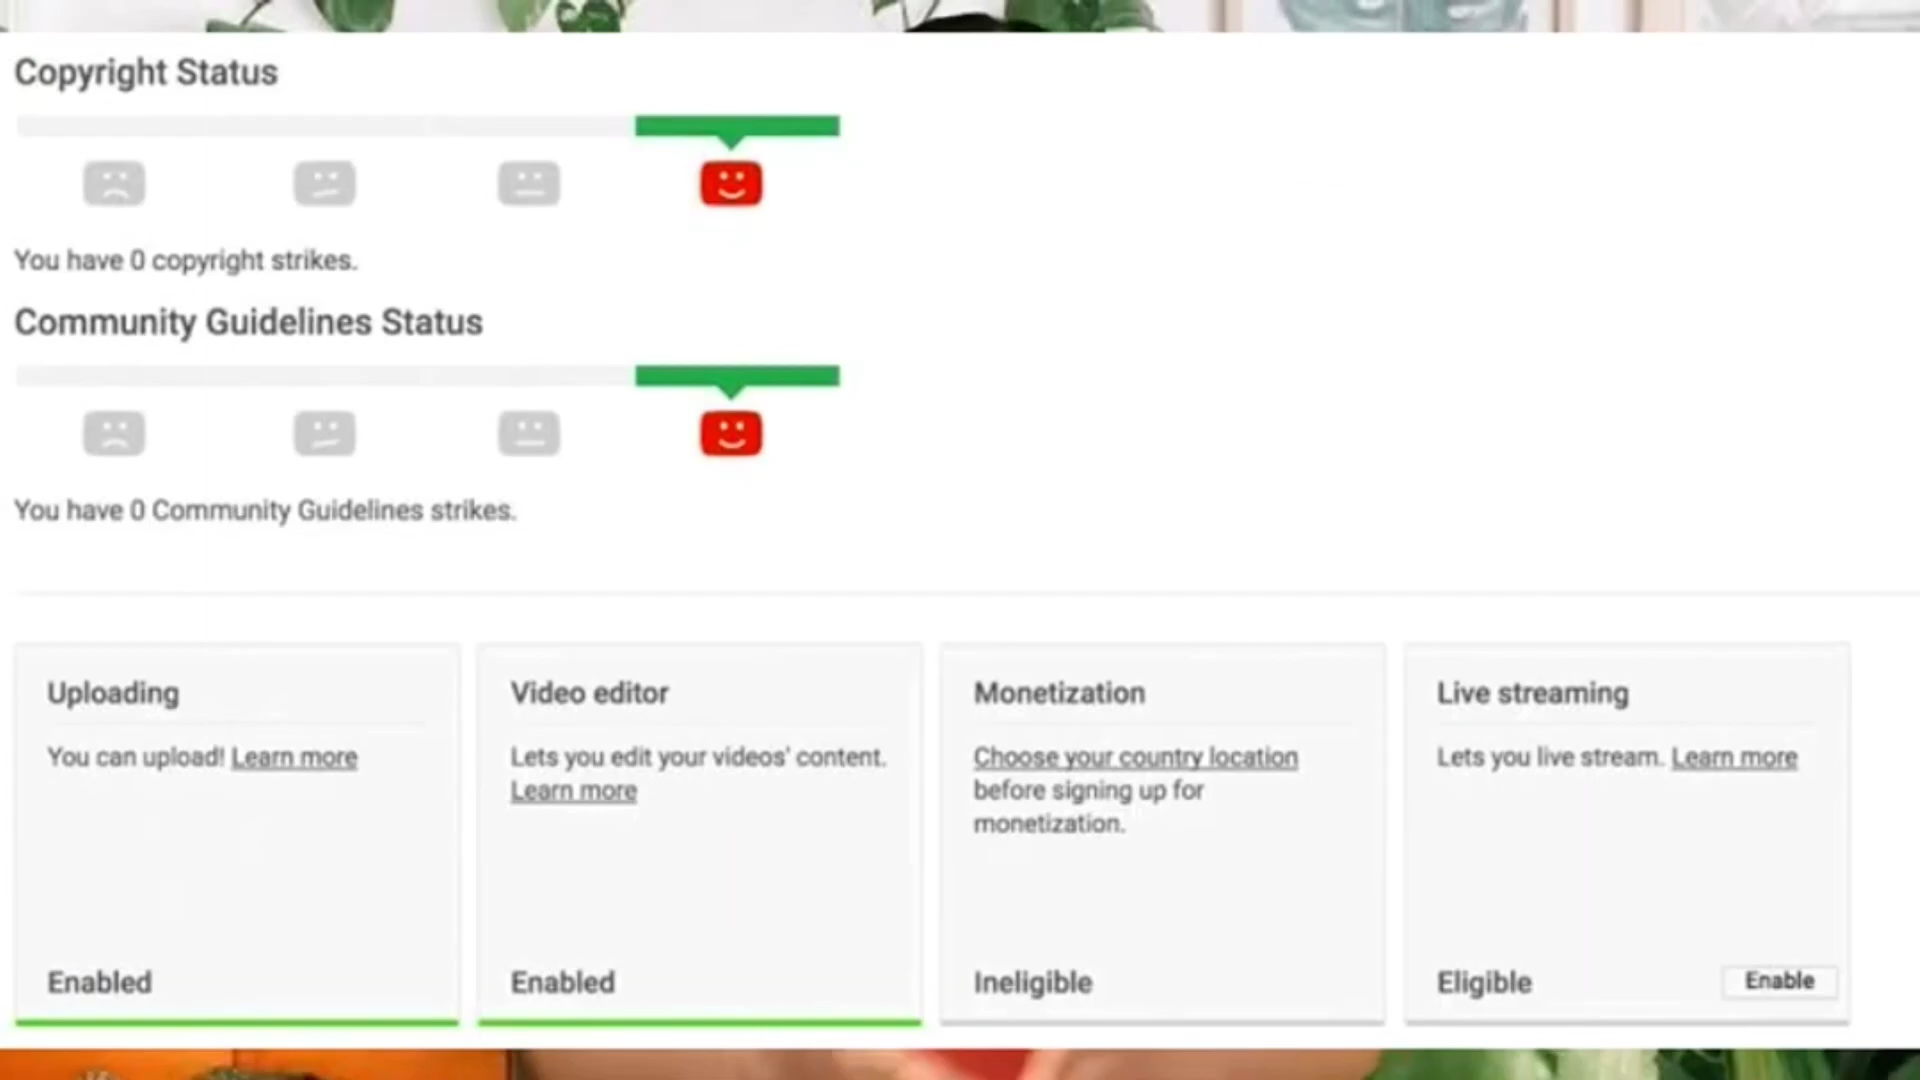 Copyright Status
You have 0 copyright strikes.
Community Guidelines Status
You have 0 Community Guidelines strikes.
Uploading
You can upload! Learn more
Enabled
Video editor
Lets you edit your videos' content.
Learn more
Enabled
Monetization
Choose your country location
before signing up for
monetization.
Ineligible
Live streaming
Lets you live stream. Learn more
Eligible
Enable